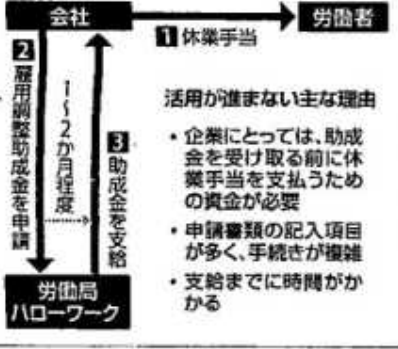 会社
労働者
1 休業手当
2 雇用調整助成金を申請
1～2か月程度
3 助成金を支給
労働局
ハローワーク
活用が進まない主な理由
・企業にとっては、助成
金を受け取る前に休
業手当を支払うため
の資金が必要
・申請書類の記入項目
が多く、手続きが複雑
・支給までに時間がか
かる